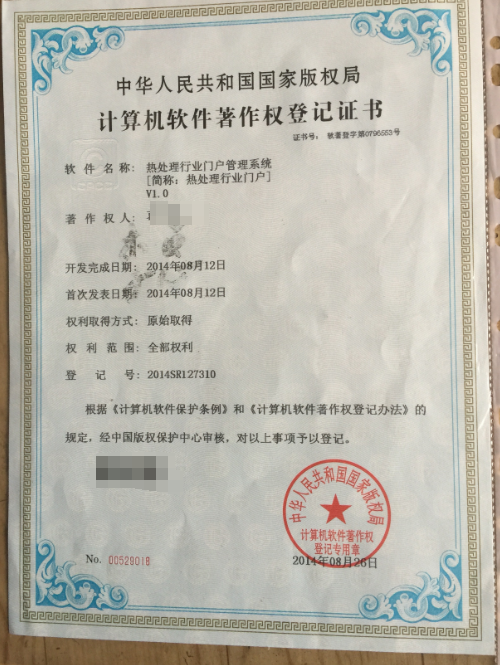 中华人民共和国国家版权局
计算机软件著作权登记证书
证书号： 软著登字第0796553号
软件名称： 热处理行业门户管理系统
[简称：热处理行业门户]
V1.0
著作权人：
开发完成日期： 2014年08月12日
首次发表日期： 2014年08月12日
权利取得方式： 原始取得
权利范围： 全部权利
登记号： 2014SR127310
根据《计算机软件保护条例》和《计算机软件著作权登记办法》的
规定，经中国版权保护中心审核，对以上事项予以登记。
中华人民共和国国家版权局
计算机软件著作权
登记专用章
No. 00529018
2014年08月26日